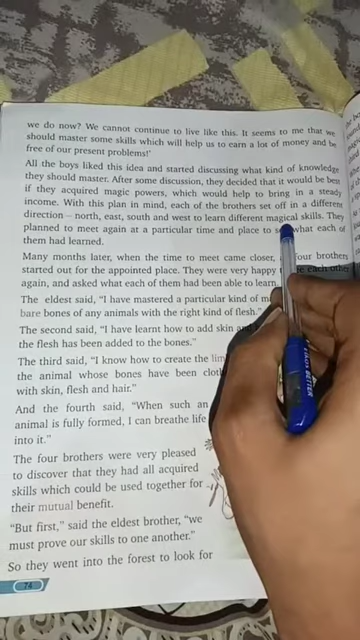 we do now? We cannot continue to live like this. It seems to me that we
should master some skills which will help us to earn a lot of money and be
free of our present problems!'
All the boys liked this idea and started discussing what kind of knowledge
they should master. After some discussion, they decided that it would be best
if they acquired magic powers, which would help to bring in a steady
income. With this plan in mind, each of the brothers set off in a different
direction – north, east, south and west to learn different magical skills. They
planned to meet again at a particular time and place to what each of
them had learned.
Many months later, when the time to meet came closer, four brothers
started out for the appointed place. They were very happy each other
again, and asked what each of them had been able to learn.
The eldest said, "I have mastered a particular kind of
bare bones of any animals with the right kind of flesh."
The second said, "I have learnt how to add skin
the flesh has been added to the bones."
The third said, "I know how to create the
the animal whose bones have been
with skin, flesh and hair."
And the fourth said, "When such an
animal is fully formed, I can breathe life
into it."
The four brothers were very pleased
to discover that they had all acquired
skills which could be used together for
their mutual benefit.
"But first," said the eldest brother, "we
must prove our skills to one another."
So they went into the forest to look for
74